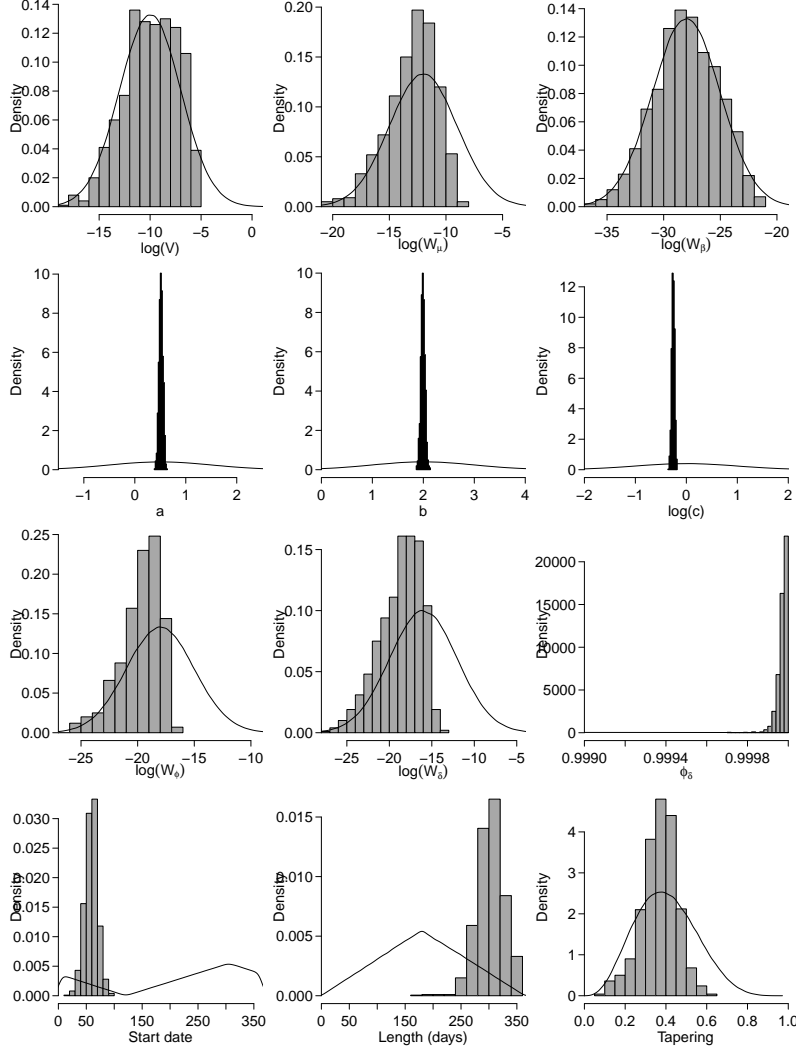 0.14
0.12
0.10
0.08
0.06
0.04
0.02
0.00
Density
−15 −10 −5 0
log(V)
0.20
0.15
0.10
0.05
0.00
Density
−20 −15 −10 −5
log(Wμ)
0.14
0.12
0.10
0.08
0.06
0.04
0.02
0.00
Density
−35 −30 −25 −20
log(Wβ)
10
8
6
4
2
0
Density
−1 0 1 2
a
10
8
6
4
2
0
Density
0 1 2 3 4
b
12
10
8
6
4
2
0
Density
−2 −1 0 1 2
log(c)
0.25
0.20
0.15
0.10
0.05
0.00
Density
−25 −20 −15 −10
log(Wϕ)
0.15
0.10
0.05
0.00
Density
−25 −20 −15 −10 −5
log(Wδ)
20000
15000
10000
5000
0
Density
0.9990 0.9994 0.9998
ϕδ
0.030
0.025
0.020
0.015
0.010
0.005
0.000
Density
0 50 150 250 350
Start date
0.015
0.010
0.005
0.000
Density
0 50 150 250 350
Length (days)
4
3
2
1
0
Density
0.0 0.2 0.4 0.6 0.8 1.0
Tapering